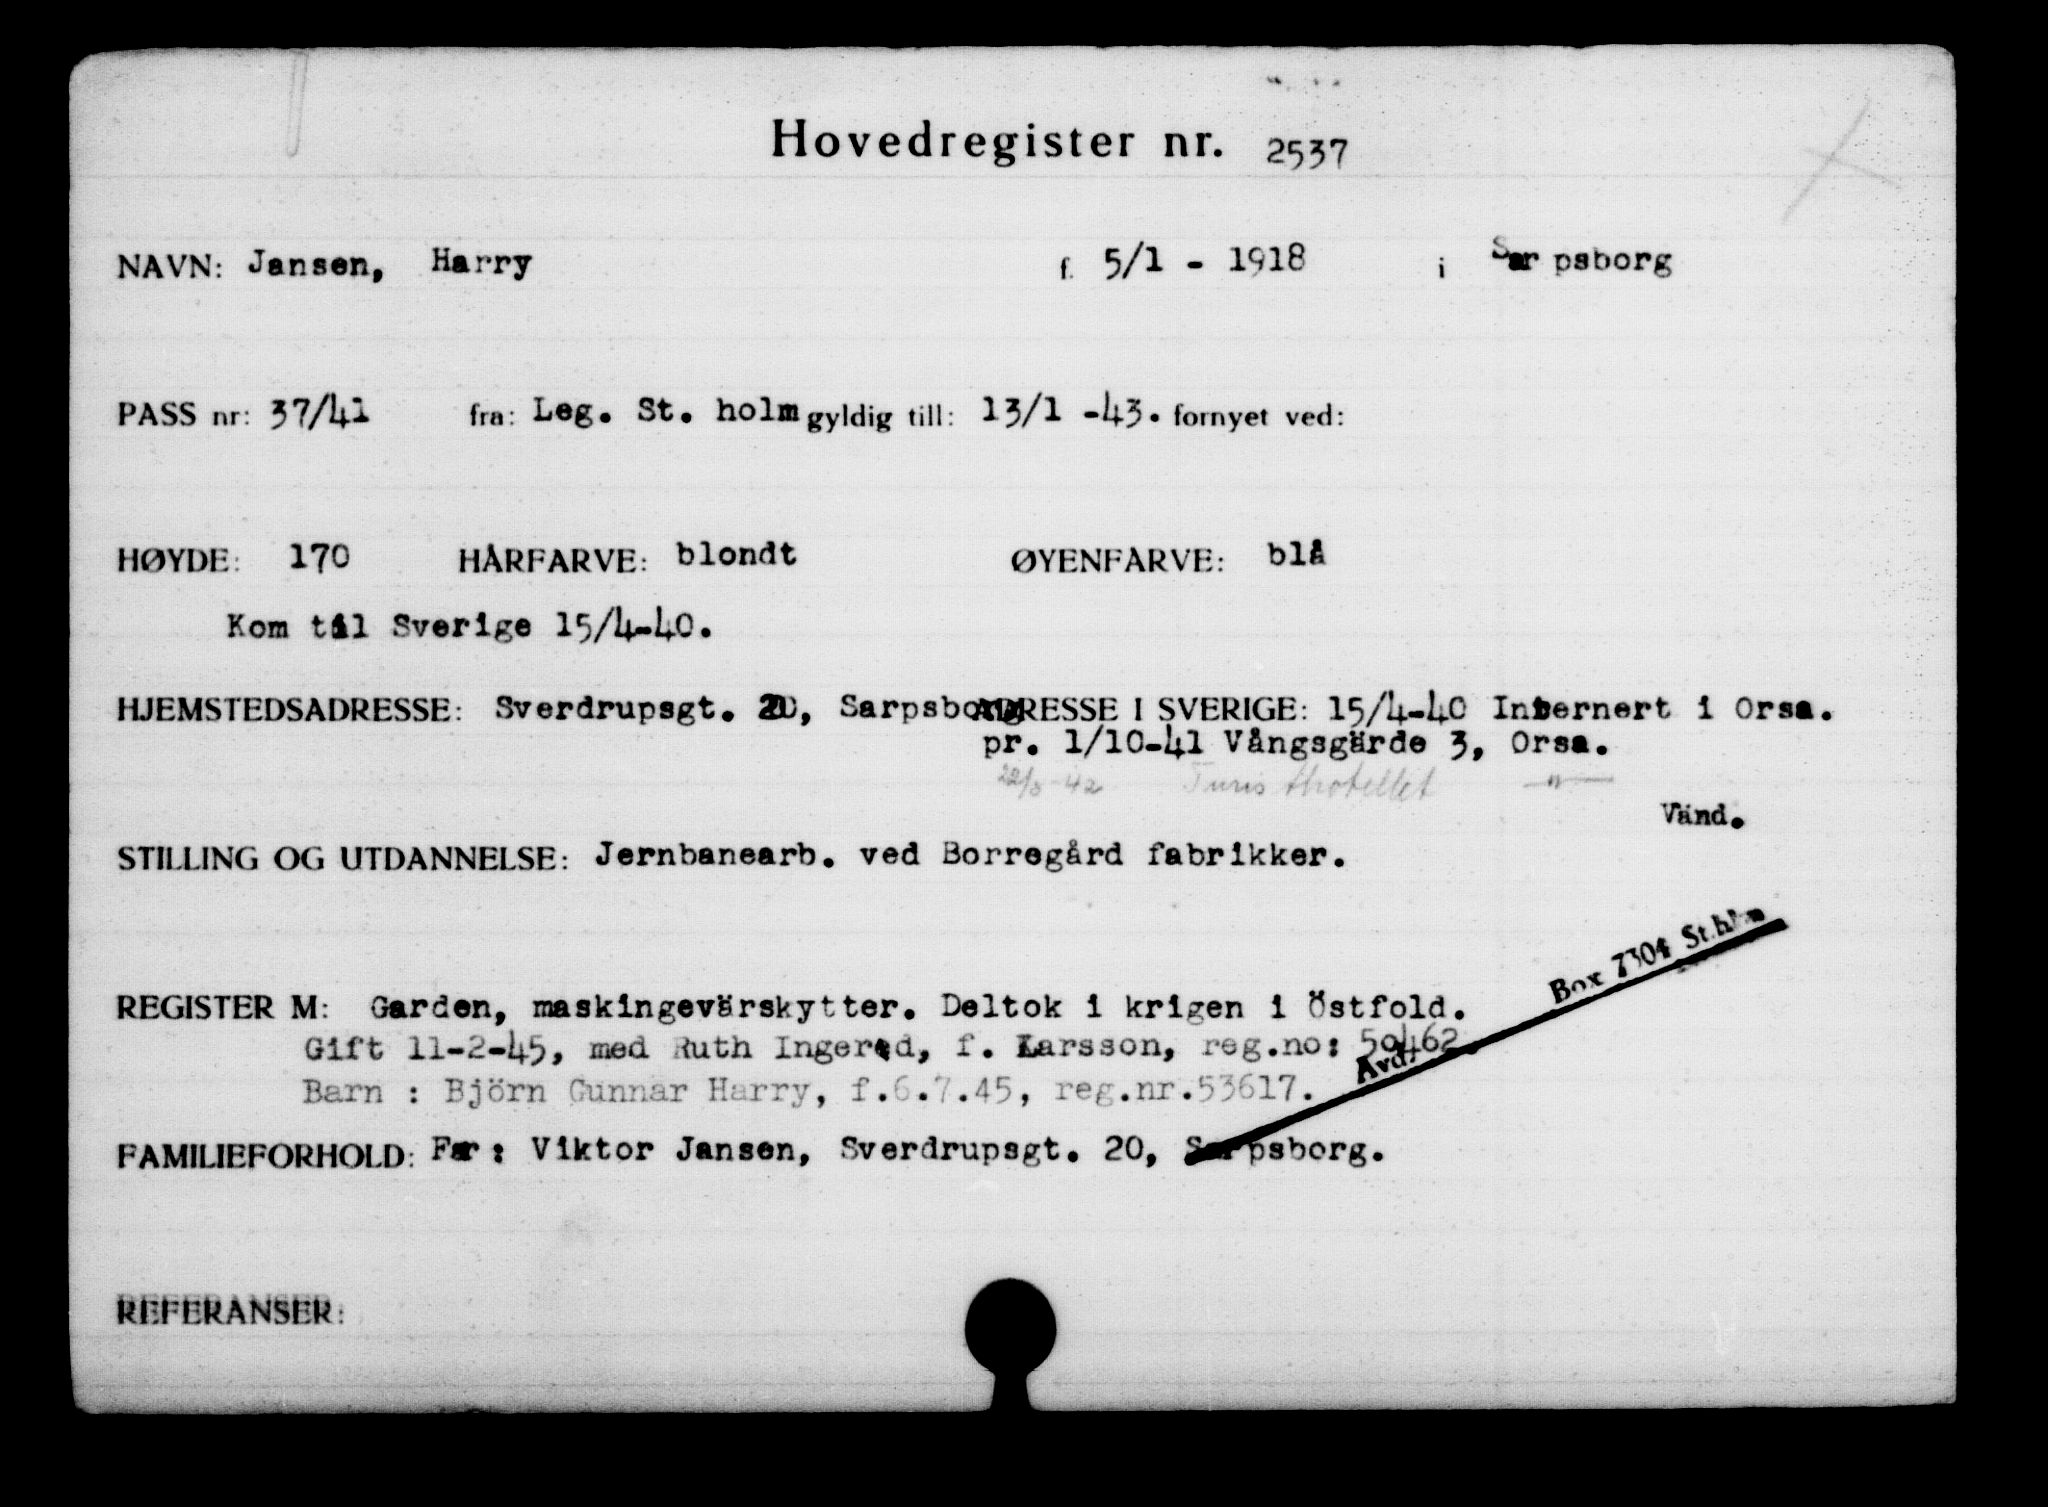 Hovedregister nr. 2537
NAVN: Jansen, Harry f. 5/1 - 1918 i Sarpsborg
PASS nr: 37/41 fra: Leg. St. holm gyldig till: 13/1 -43. fornyet ved:
HØYDE: 170 HÅRFARVE: blondt ØYENFARVE: blå
Kom til Sverige 15/4-40.
HJEMSTEDSADRESSE: Sverdrupsgt. 20, Sarpsborg ADRESSE I SVERIGE: 15/4-40 Internert i Orsa.
pr. 1/10-41 Vångsgärde 3, Orsa.
-42 Turisthotellet —"—
Vänd.
STILLING OG UTDANNELSE: Jernbanearb. ved Borregård fabrikker.
Avd. Box 7304 St.hlm
REGISTER M: Garden, maskingevärskytter. Deltok i krigen i Östfold.
Gift 11-2-45, med Ruth Ingerd, f. Larsson, reg.no: 50462.
Barn : Björn Gunnar Harry, f.6.7.45, reg.nr.53617.
FAMILIEFORHOLD: Far : Viktor Jansen, Sverdrupsgt. 20, Sarpsborg.
REFERANSER: